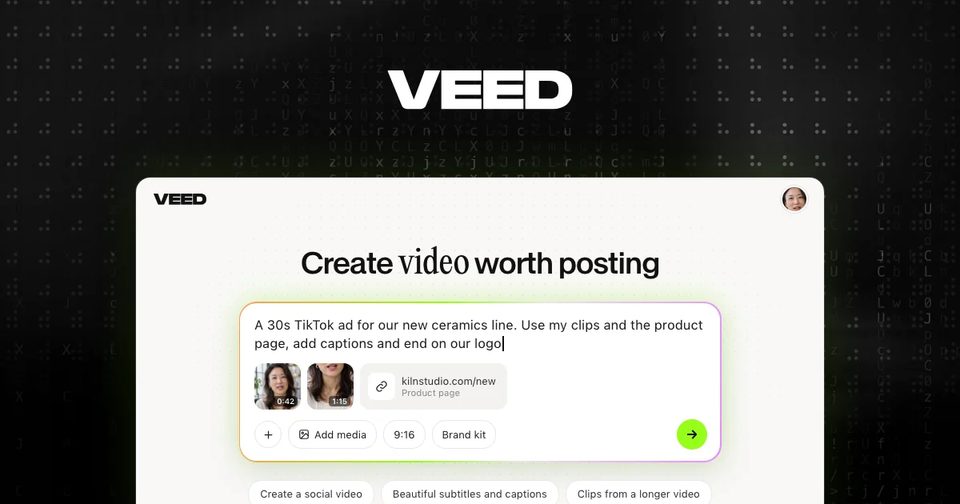 VEED
VEED
Create video worth posting
A 30s TikTok ad for our new ceramics line. Use my clips and the product
page, add captions and end on our logo
0:42
1:15
kilnstudio.com/new
Product page
Add media
9:16
Brand kit
Create a social video
Beautiful subtitles and captions
Clips from a longer video